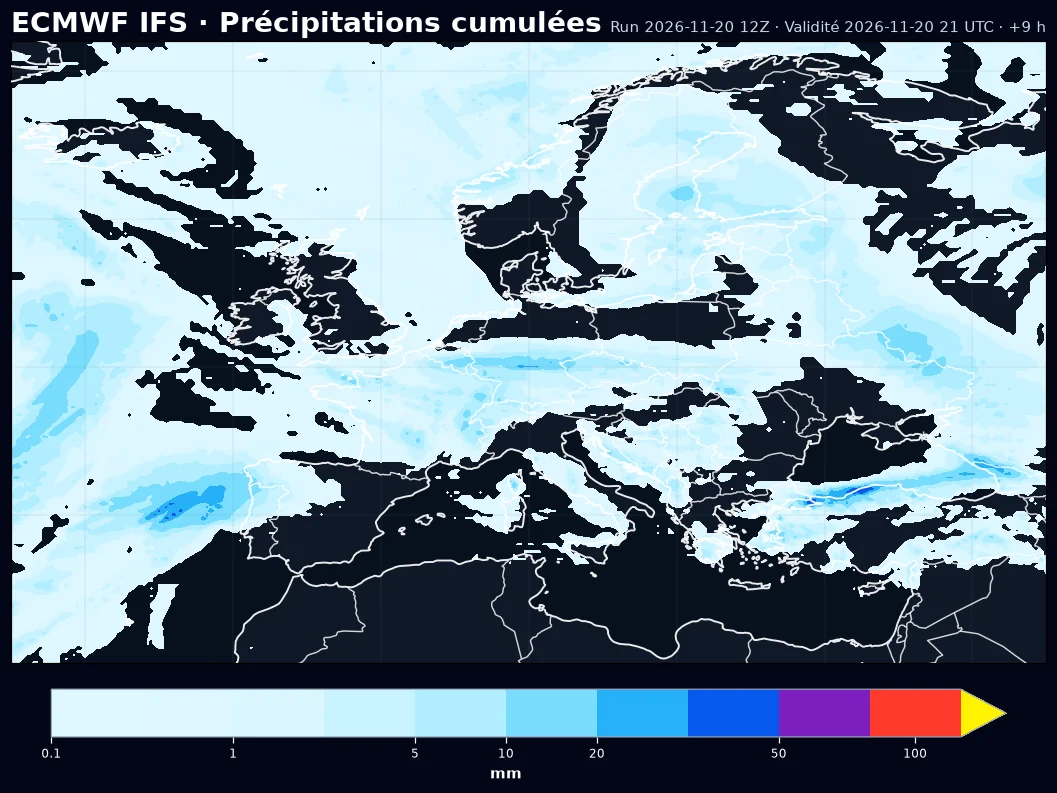 ECMWF IFS · Précipitations cumulées Run 2026-11-20 12Z · Validité 2026-11-20 21 UTC · +9 h
0.1 1 5 10 20 50 100
mm